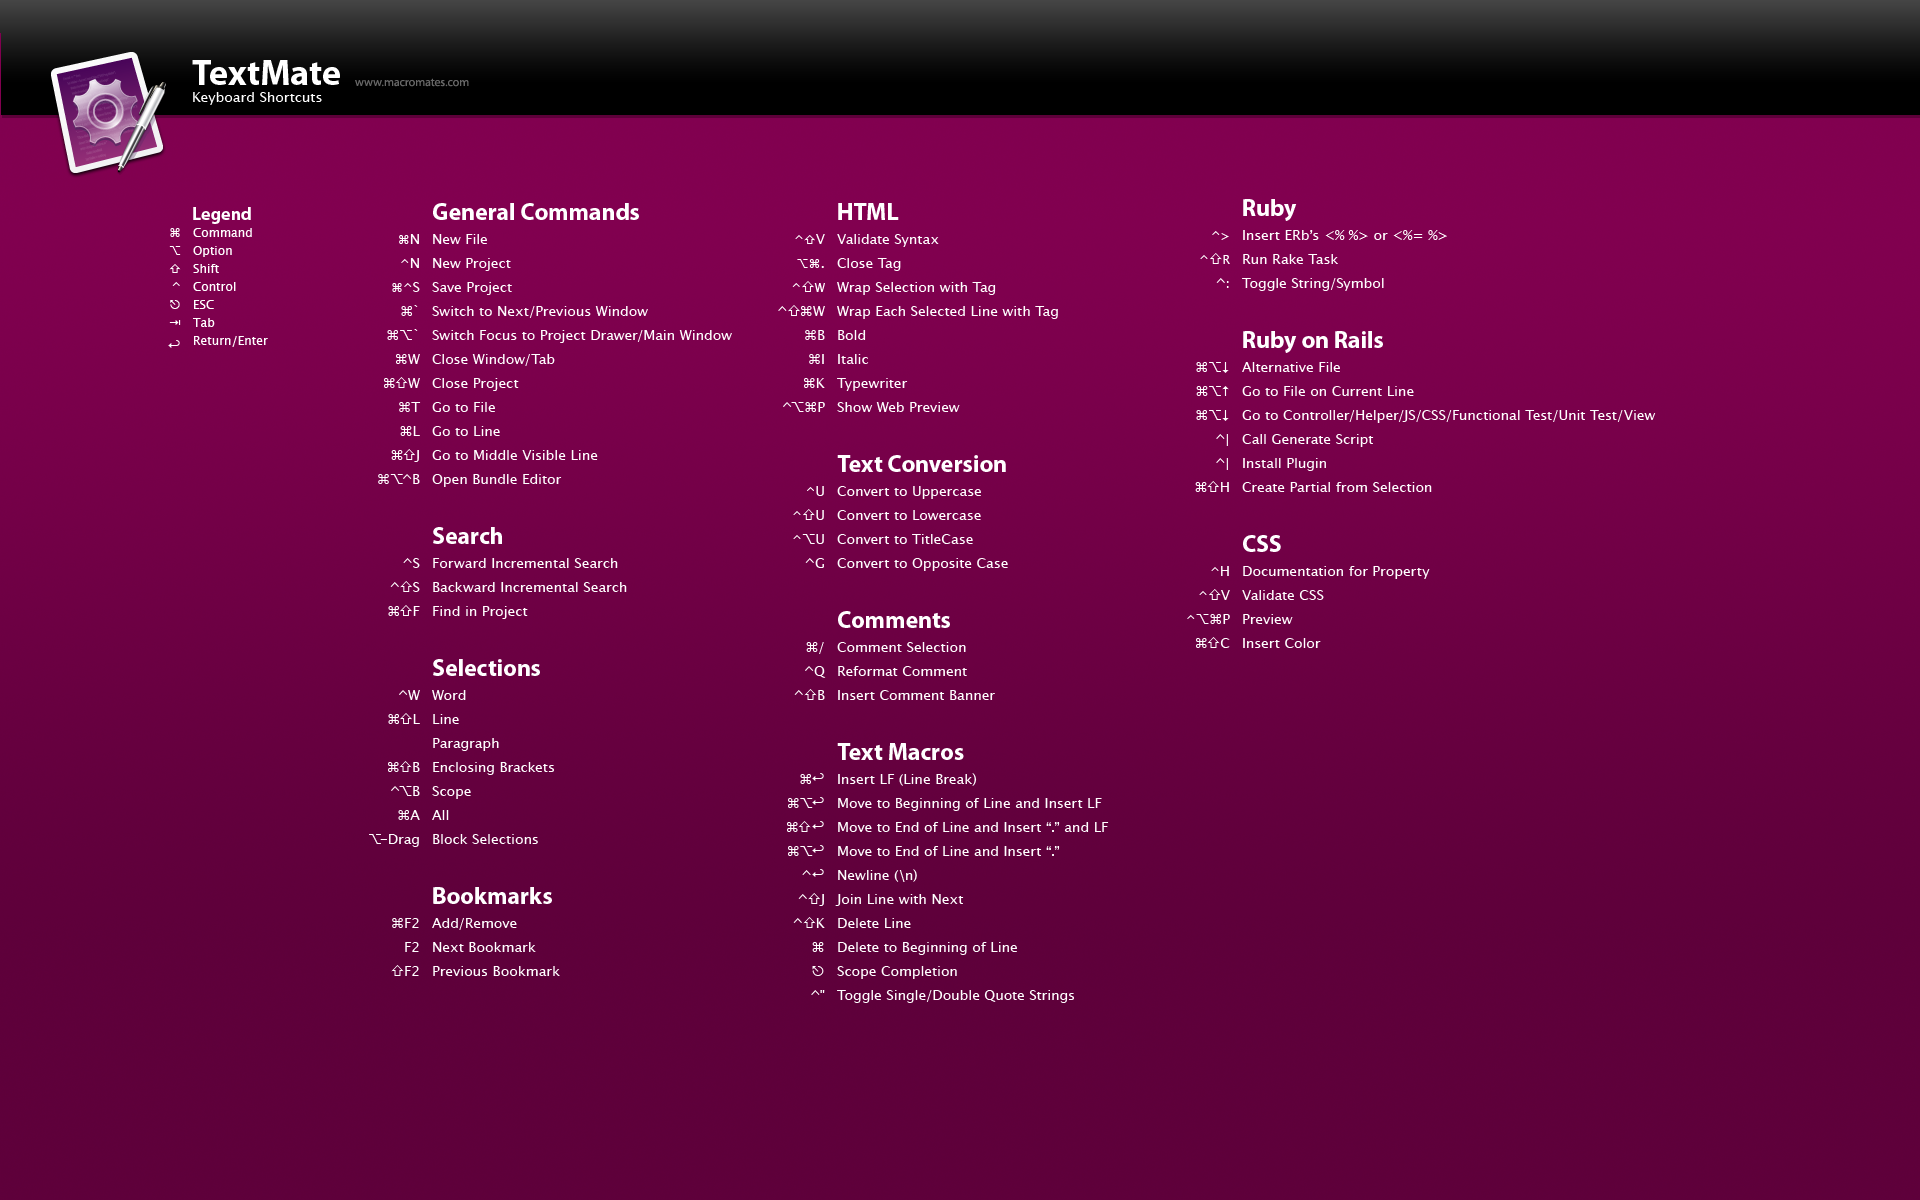 TextMate www.macromates.com
Keyboard Shortcuts
Legend
⌘ Command
⌥ Option
⇧ Shift
^ Control
⎋ ESC
⇥ Tab
↩ Return/Enter
General Commands
⌘N New File
^N New Project
⌘^S Save Project
⌘` Switch to Next/Previous Window
⌘⌥` Switch Focus to Project Drawer/Main Window
⌘W Close Window/Tab
⌘⇧W Close Project
⌘T Go to File
⌘L Go to Line
⌘⇧J Go to Middle Visible Line
⌘⌥^B Open Bundle Editor
Search
^S Forward Incremental Search
^⇧S Backward Incremental Search
⌘⇧F Find in Project
Selections
^W Word
⌘⇧L Line
Paragraph
⌘⇧B Enclosing Brackets
^⌥B Scope
⌘A All
⌥-Drag Block Selections
Bookmarks
⌘F2 Add/Remove
F2 Next Bookmark
⇧F2 Previous Bookmark
HTML
^⇧V Validate Syntax
⌥⌘. Close Tag
^⇧W Wrap Selection with Tag
^⇧⌘W Wrap Each Selected Line with Tag
⌘B Bold
⌘I Italic
⌘K Typewriter
^⌥⌘P Show Web Preview
Text Conversion
^U Convert to Uppercase
^⇧U Convert to Lowercase
^⌥U Convert to TitleCase
^G Convert to Opposite Case
Comments
⌘/ Comment Selection
^Q Reformat Comment
^⇧B Insert Comment Banner
Text Macros
⌘↩ Insert LF (Line Break)
⌘⌥↩ Move to Beginning of Line and Insert LF
⌘⇧↩ Move to End of Line and Insert “.” and LF
⌘⌥↩ Move to End of Line and Insert “.”
^↩ Newline (\n)
^⇧J Join Line with Next
^⇧K Delete Line
⌘ Delete to Beginning of Line
⎋ Scope Completion
^" Toggle Single/Double Quote Strings
Ruby
^> Insert ERb’s <% %> or <%= %>
^⇧R Run Rake Task
^: Toggle String/Symbol
Ruby on Rails
⌘⌥↓ Alternative File
⌘⌥↑ Go to File on Current Line
⌘⌥↓ Go to Controller/Helper/JS/CSS/Functional Test/Unit Test/View
^| Call Generate Script
^| Install Plugin
⌘⇧H Create Partial from Selection
CSS
^H Documentation for Property
^⇧V Validate CSS
^⌥⌘P Preview
⌘⇧C Insert Color